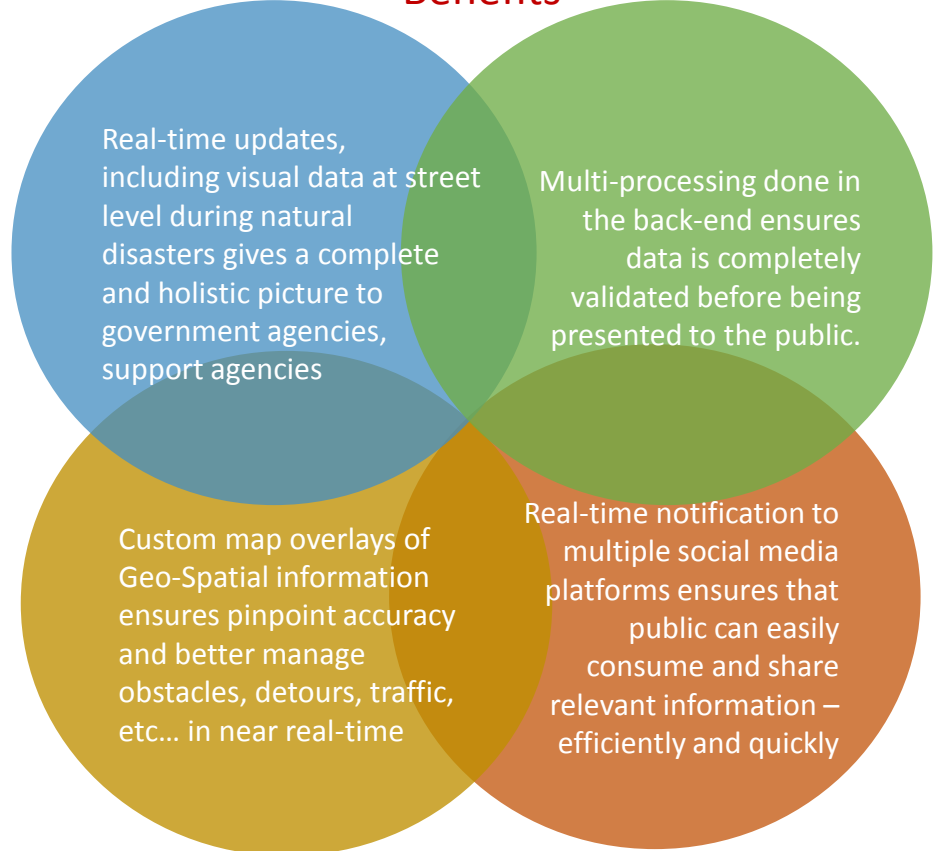 Benefits
Real-time updates,
including visual data at street
level during natural
disasters gives a complete
and holistic picture to
government agencies,
support agencies
Multi-processing done in
the back-end ensures
data is completely
validated before being
presented to the public.
Custom map overlays of
Geo-Spatial information
ensures pinpoint accuracy
and better manage
obstacles, detours, traffic,
etc… in near real-time
Real-time notification to
multiple social media
platforms ensures that
public can easily
consume and share
relevant information –
efficiently and quickly